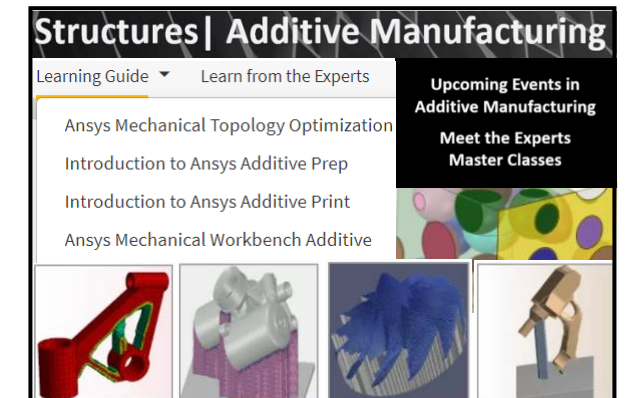 Structures| Additive Manufacturing
Learning Guide
Learn from the Experts
Ansys Mechanical Topology Optimization
Introduction to Ansys Additive Prep
Introduction to Ansys Additive Print
Ansys Mechanical Workbench Additive
Upcoming Events in
Additive Manufacturing
Meet the Experts
Master Classes